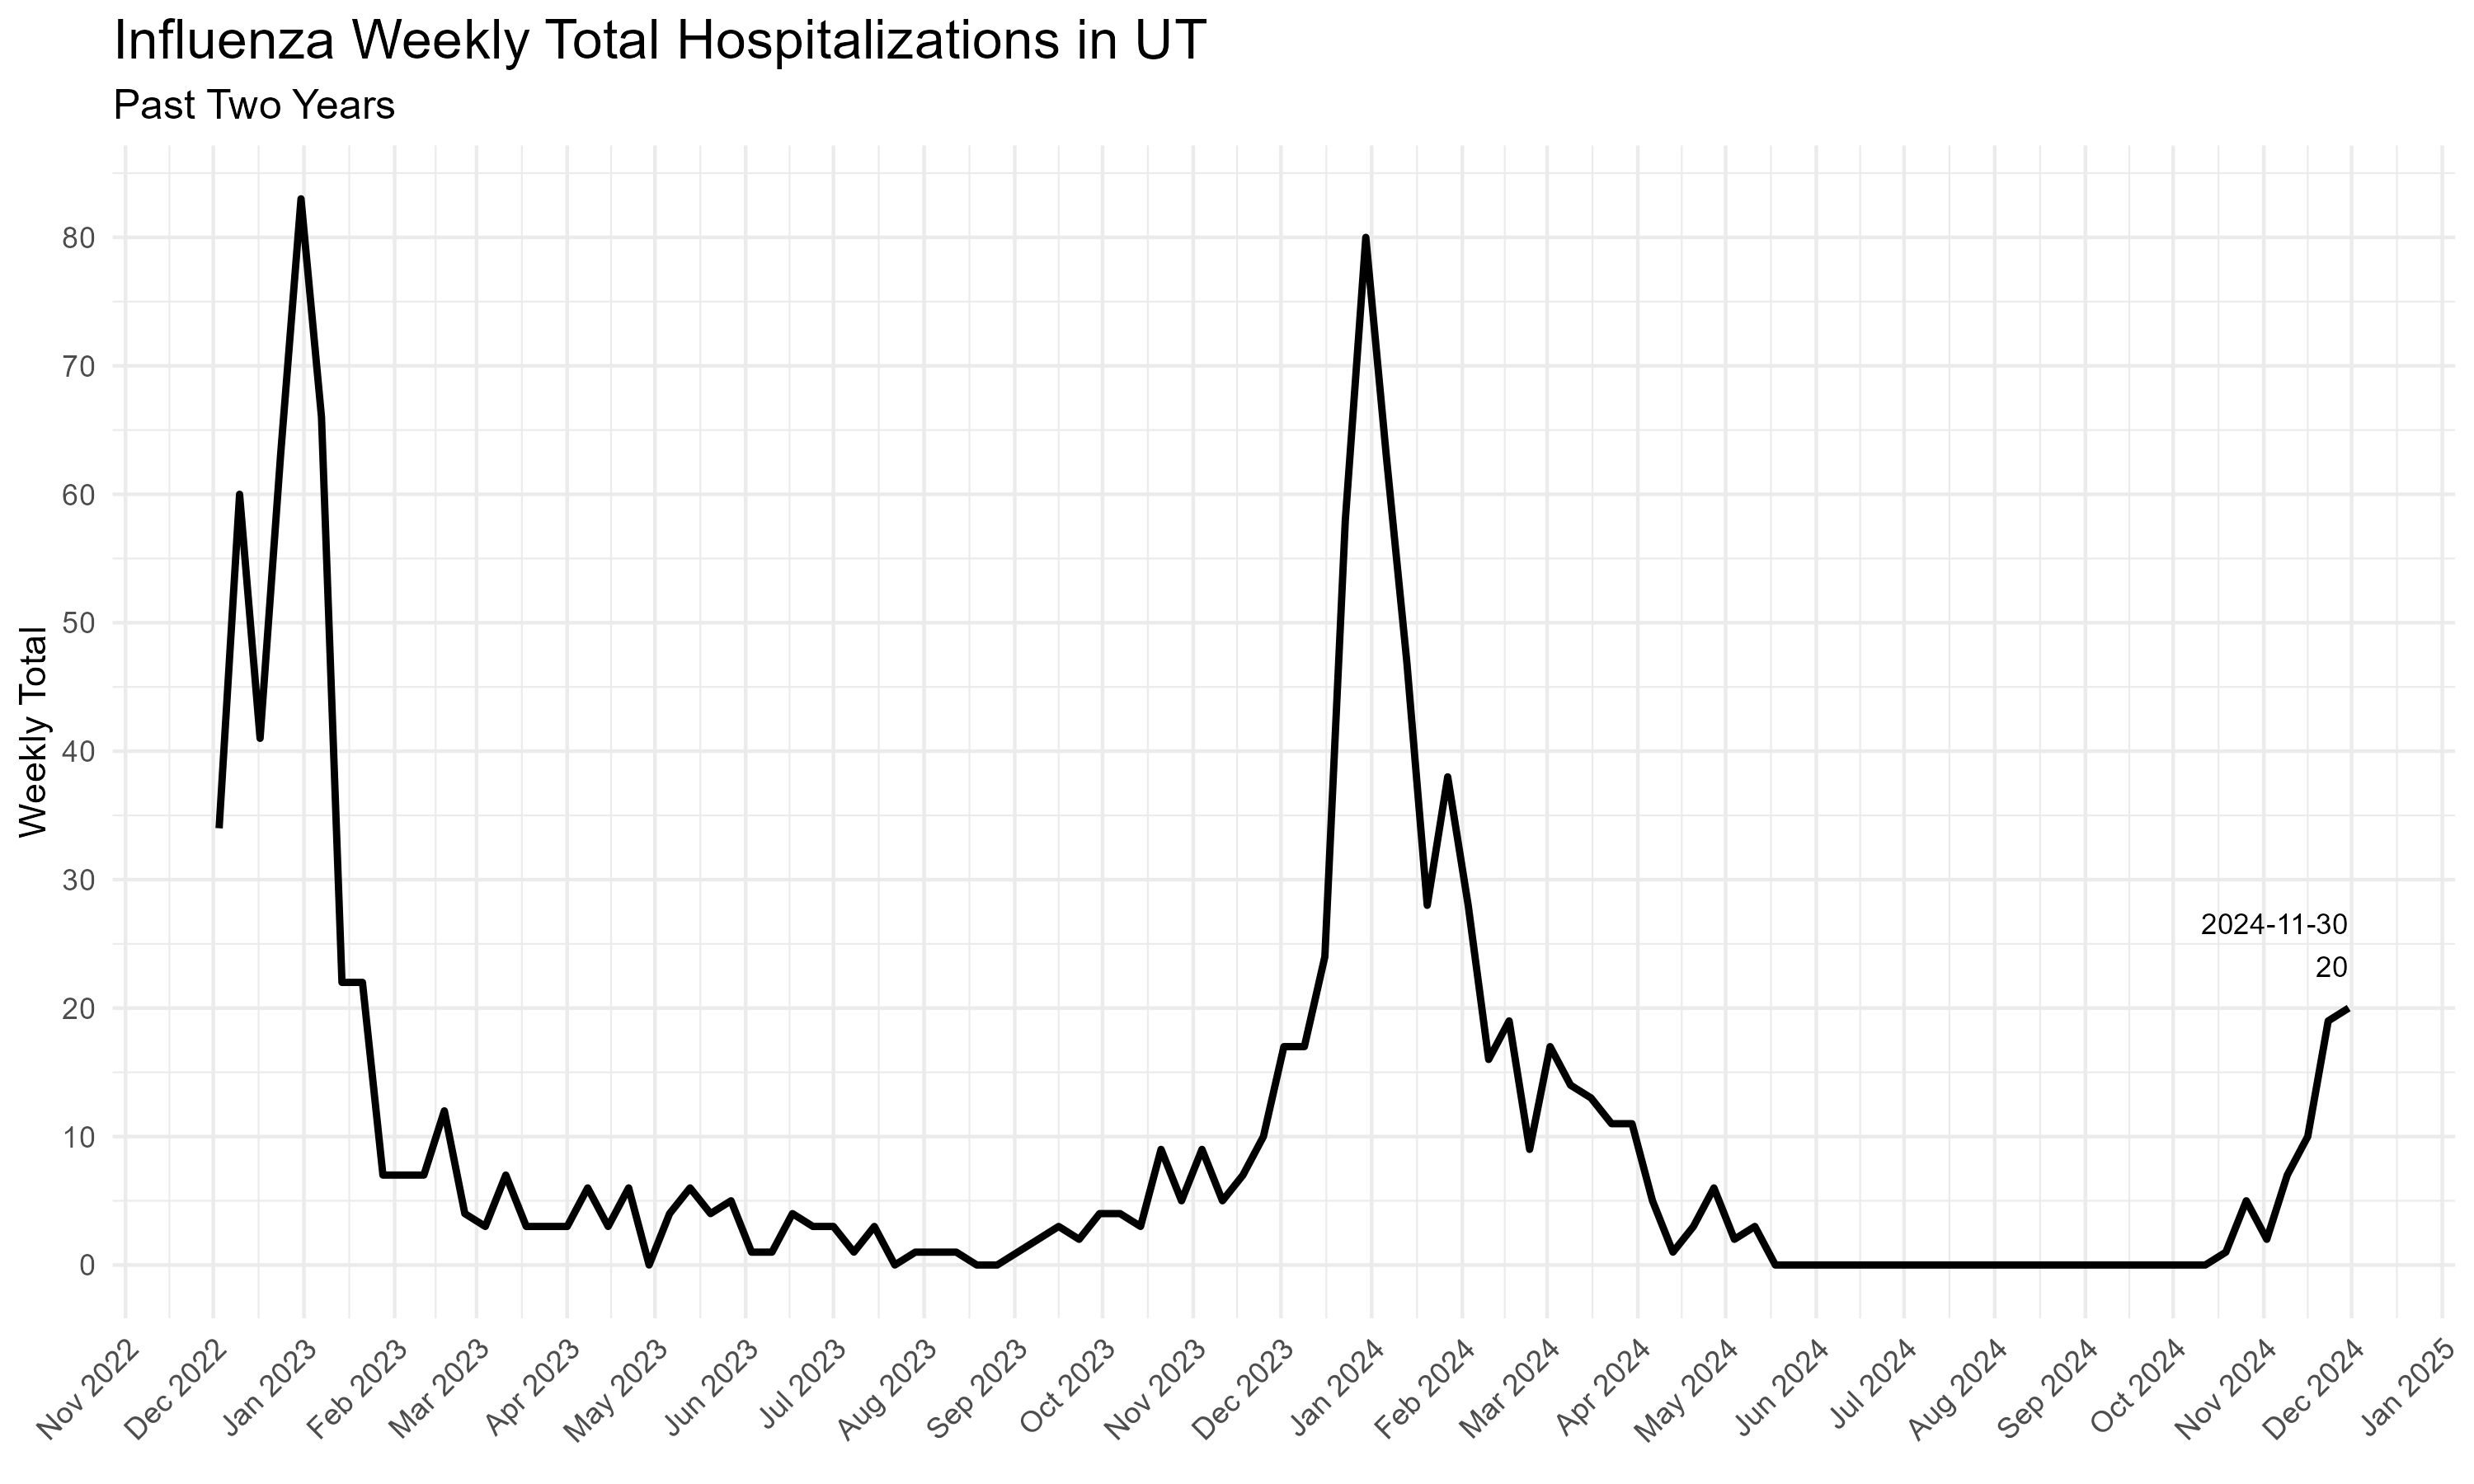 Influenza Weekly Total Hospitalizations in UT
Past Two Years
Weekly Total
80
70
60
50
40
30
20
10
0
2024-11-30
20
Nov 2022
Dec 2022
Jan 2023
Feb 2023
Mar 2023
Apr 2023
May 2023
Jun 2023
Jul 2023
Aug 2023
Sep 2023
Oct 2023
Nov 2023
Dec 2023
Jan 2024
Feb 2024
Mar 2024
Apr 2024
May 2024
Jun 2024
Jul 2024
Aug 2024
Sep 2024
Oct 2024
Nov 2024
Dec 2024
Jan 2025